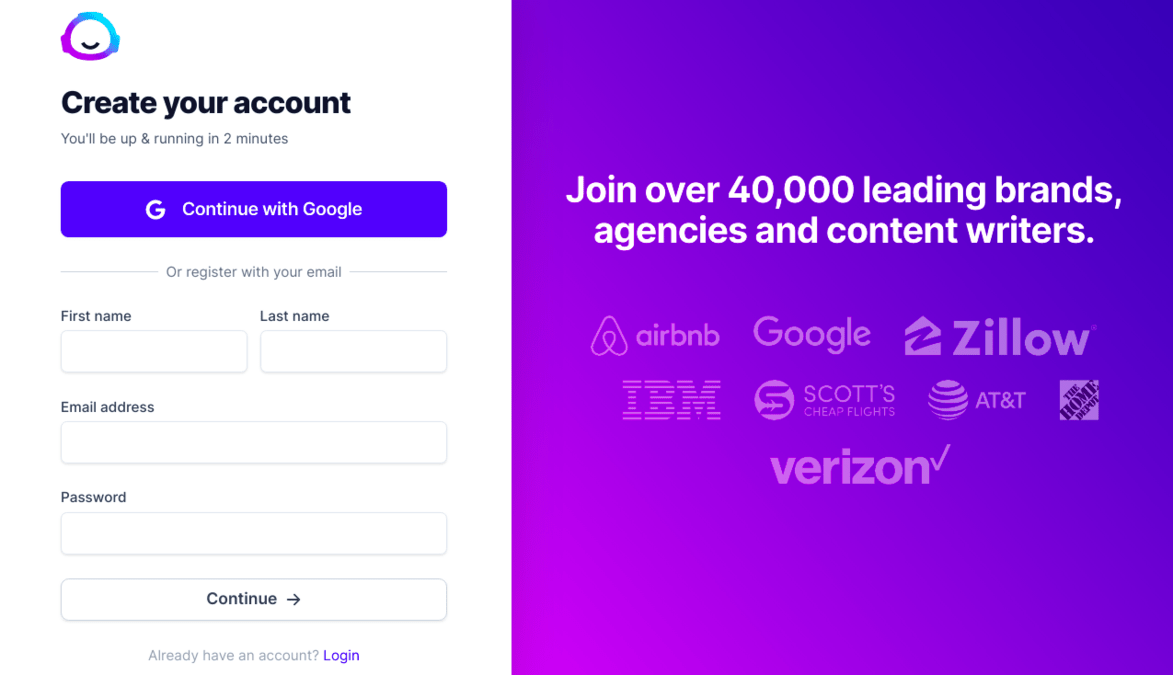 Create your account
You'll be up & running in 2 minutes
G Continue with Google
Or register with your email
First name Last name
Email address
Password
Continue →
Already have an account? Login
Join over 40,000 leading brands,
agencies and content writers.
airbnb Google Zillow®
IBM SCOTT'S CHEAP FLIGHTS AT&T THE HOME DEPOT
verizon✓